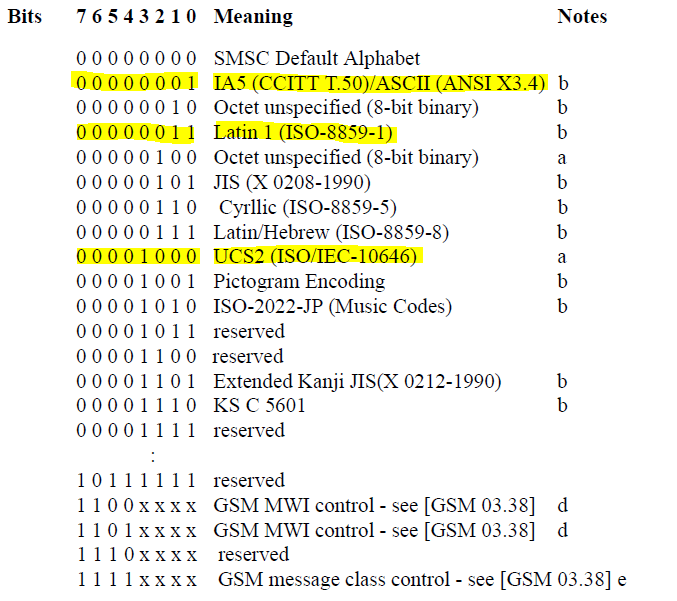 Bits 7 6 5 4 3 2 1 0 Meaning Notes
0 0 0 0 0 0 0 0 SMSC Default Alphabet
0 0 0 0 0 0 0 1 IA5 (CCITT T.50)/ASCII (ANSI X3.4) b
0 0 0 0 0 0 1 0 Octet unspecified (8-bit binary) b
0 0 0 0 0 0 1 1 Latin 1 (ISO-8859-1) b
0 0 0 0 0 1 0 0 Octet unspecified (8-bit binary) a
0 0 0 0 0 1 0 1 JIS (X 0208-1990) b
0 0 0 0 0 1 1 0 Cyrllic (ISO-8859-5) b
0 0 0 0 0 1 1 1 Latin/Hebrew (ISO-8859-8) b
0 0 0 0 1 0 0 0 UCS2 (ISO/IEC-10646) a
0 0 0 0 1 0 0 1 Pictogram Encoding b
0 0 0 0 1 0 1 0 ISO-2022-JP (Music Codes) b
0 0 0 0 1 0 1 1 reserved
0 0 0 0 1 1 0 0 reserved
0 0 0 0 1 1 0 1 Extended Kanji JIS(X 0212-1990) b
0 0 0 0 1 1 1 0 KS C 5601 b
0 0 0 0 1 1 1 1 reserved
:
1 0 1 1 1 1 1 1 reserved
1 1 0 0 x x x x GSM MWI control - see [GSM 03.38] d
1 1 0 1 x x x x GSM MWI control - see [GSM 03.38] d
1 1 1 0 x x x x reserved
1 1 1 1 x x x x GSM message class control - see [GSM 03.38] e